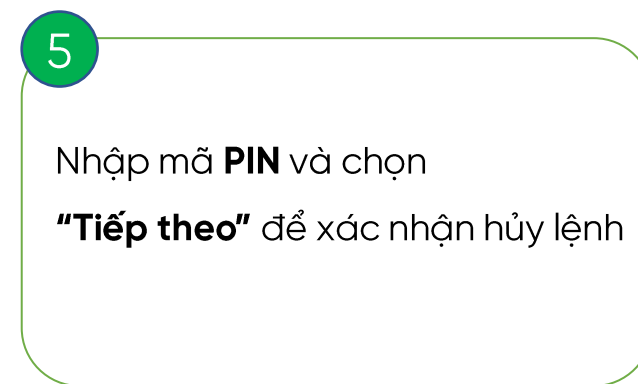 5
Nhập mã PIN và chọn
“Tiếp theo” để xác nhận hủy lệnh